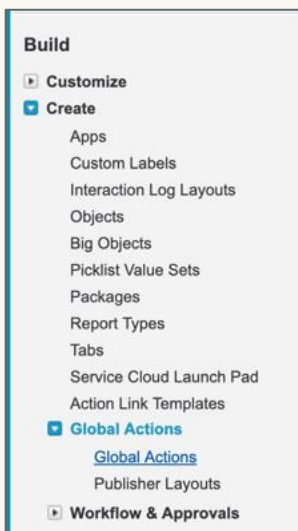 Build
Customize
Create
Apps
Custom Labels
Interaction Log Layouts
Objects
Big Objects
Picklist Value Sets
Packages
Report Types
Tabs
Service Cloud Launch Pad
Action Link Templates
Global Actions
Global Actions
Publisher Layouts
Workflow & Approvals